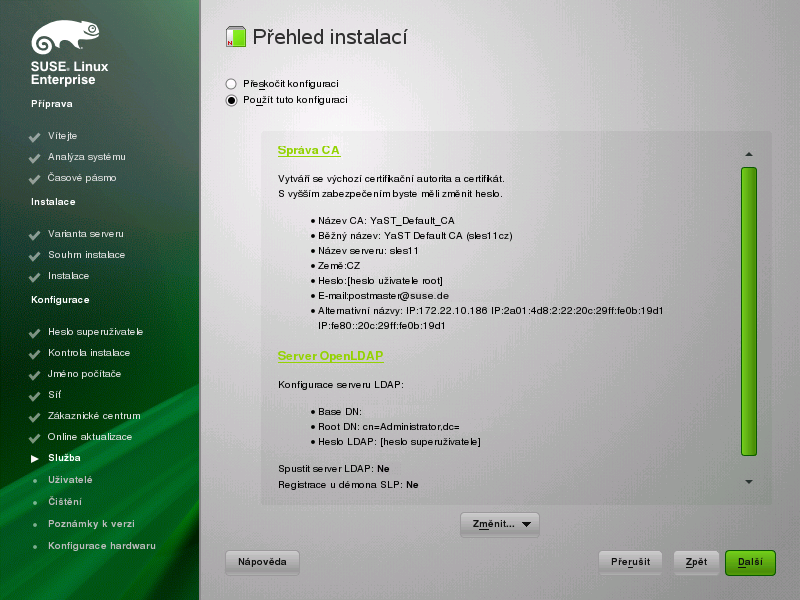 SUSE. Linux
Enterprise
Příprava
Vítejte
Analýza systému
Časové pásmo
Instalace
Varianta serveru
Souhrn instalace
Instalace
Konfigurace
Heslo superuživatele
Kontrola instalace
Jméno počítače
Síť
Zákaznické centrum
Online aktualizace
Služba
Uživatelé
Čištění
Poznámky k verzi
Konfigurace hardwaru
Přehled instalací
Přeskočit konfiguraci
Použít tuto konfiguraci
Správa CA
Vytváří se výchozí certifikační autorita a certifikát.
S vyšším zabezpečením byste měli změnit heslo.
• Název CA: YaST_Default_CA
• Běžný název: YaST Default CA (sles11cz)
• Název serveru: sles11
• Země:CZ
• Heslo:[heslo uživatele root]
• E-mail:postmaster@suse.de
• Alternativní názvy: IP:172.22.10.186 IP:2a01:4d8:2:22:20c:29ff:fe0b:19d1
IP:fe80::20c:29ff:fe0b:19d1
Server OpenLDAP
Konfigurace serveru LDAP:
• Base DN:
• Root DN: cn=Administrator,dc=
• Heslo LDAP: [heslo superuživatele]
Spustit server LDAP: Ne
Registrace u démona SLP: Ne
Změnit...
Nápověda
Přerušit
Zpět
Další